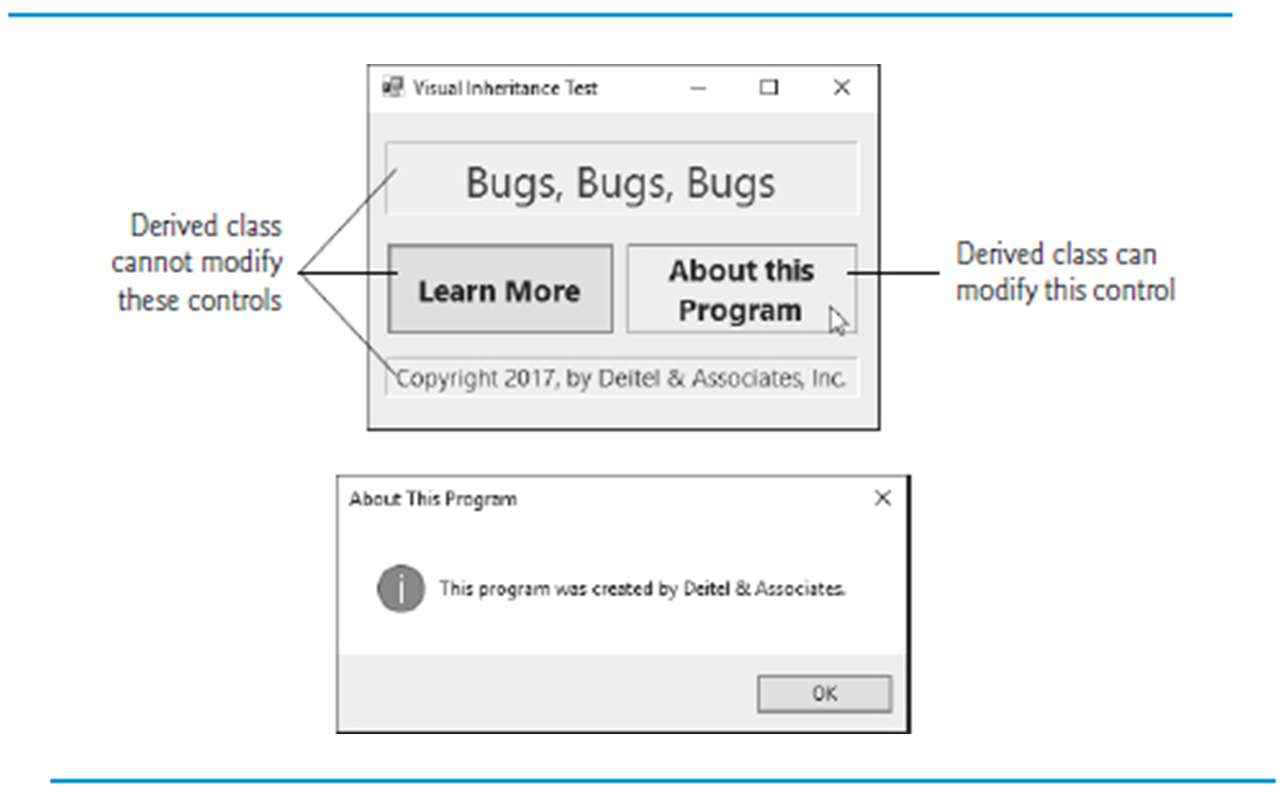 Visual Inheritance Test
Bugs, Bugs, Bugs
Derived class
cannot modify
these controls
Learn More
About this
Program
Derived class can
modify this control
Copyright 2017, by Deitel & Associates, Inc.
About This Program
i
This program was created by Deitel & Associates.
OK